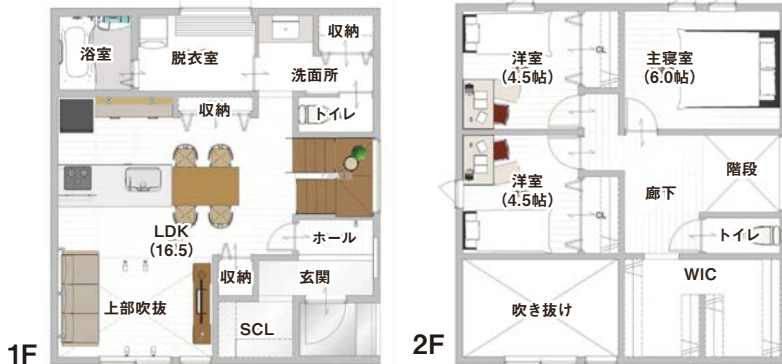 浴室
脱衣室
収納
洗面所
収納
トイレ
LDK
(16.5)
ホール
収納
玄関
上部吹抜
SCL
1F
洋室
(4.5帖)
CL
主寝室
(6.0帖)
洋室
(4.5帖)
CL
廊下
階段
トイレ
WIC
吹き抜け
2F